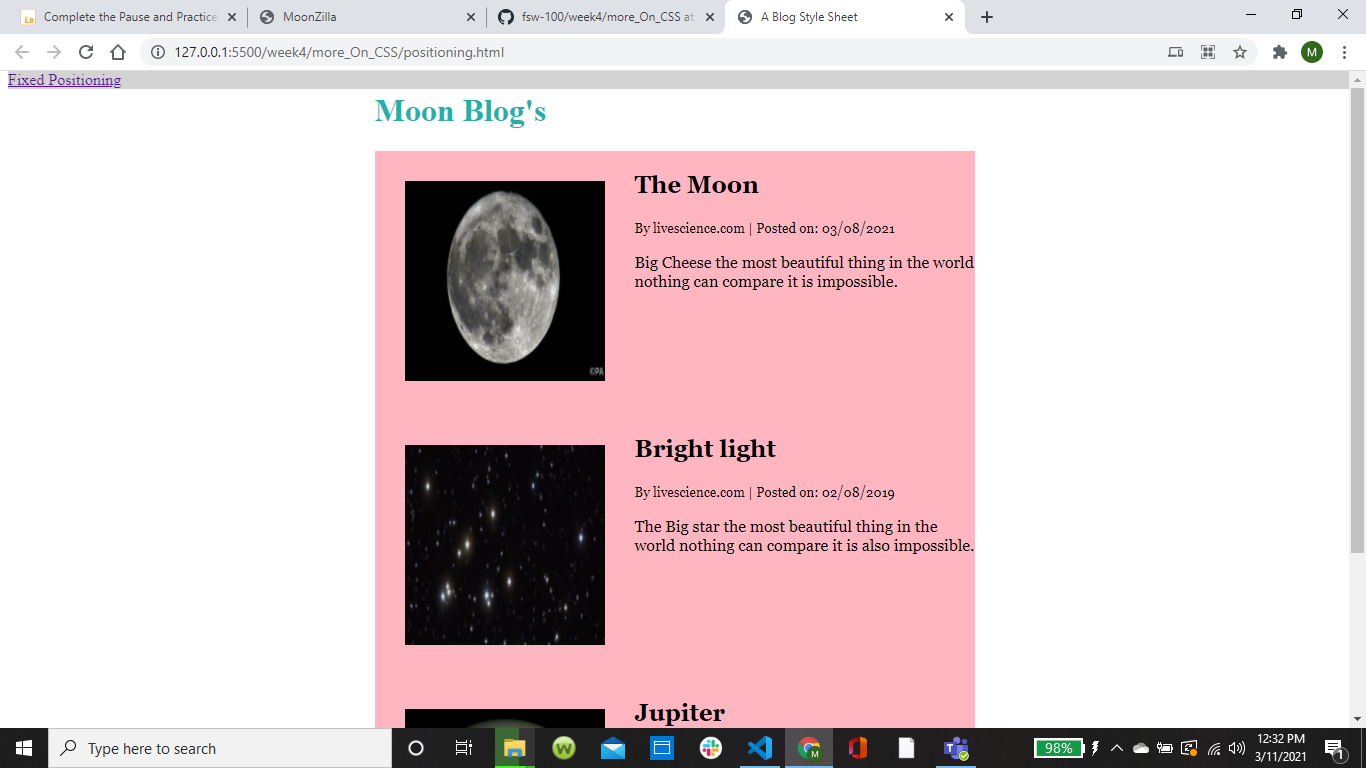 Complete the Pause and Practice
MoonZilla
fsw-100/week4/more_On_CSS at
A Blog Style Sheet
127.0.0.1:5500/week4/more_On_CSS/positioning.html
M
Fixed Positioning
Moon Blog's
©PA
The Moon
By livescience.com | Posted on: 03/08/2021
Big Cheese the most beautiful thing in the world
nothing can compare it is impossible.
Bright light
By livescience.com | Posted on: 02/08/2019
The Big star the most beautiful thing in the
world nothing can compare it is also impossible.
Jupiter
Type here to search
98%
12:32 PM
3/11/2021
1